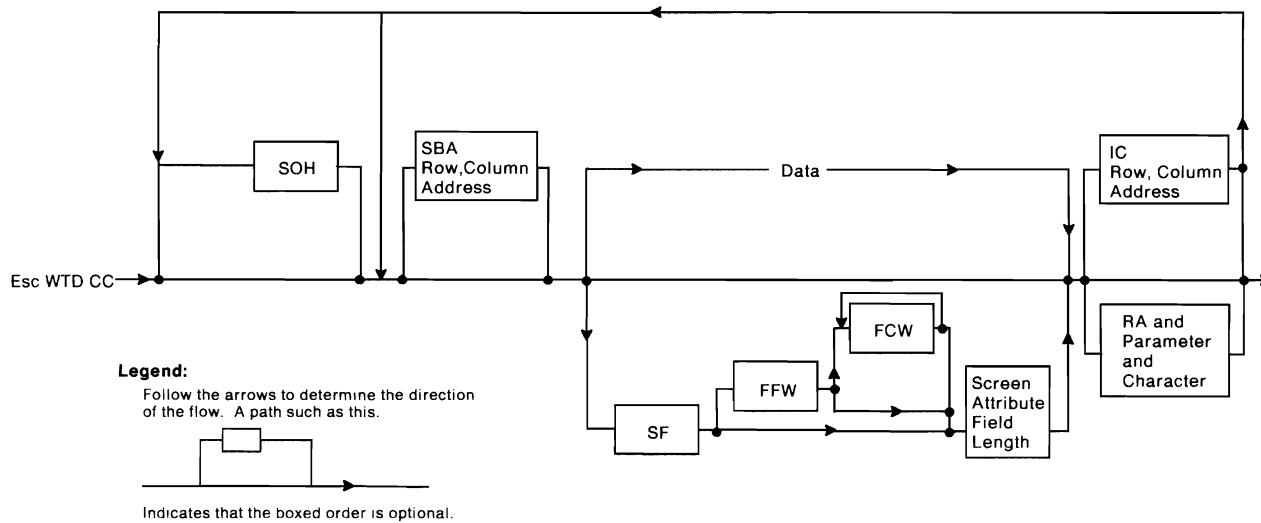 SOH
SBA
Row,Column
Address
Data
IC
Row, Column
Address
Esc WTD CC
FCW
RA and
Parameter
and
Character
FFW
Screen
Attribute
Field
Length
SF
Legend:
Follow the arrows to determine the direction
of the flow. A path such as this.
Indicates that the boxed order is optional.